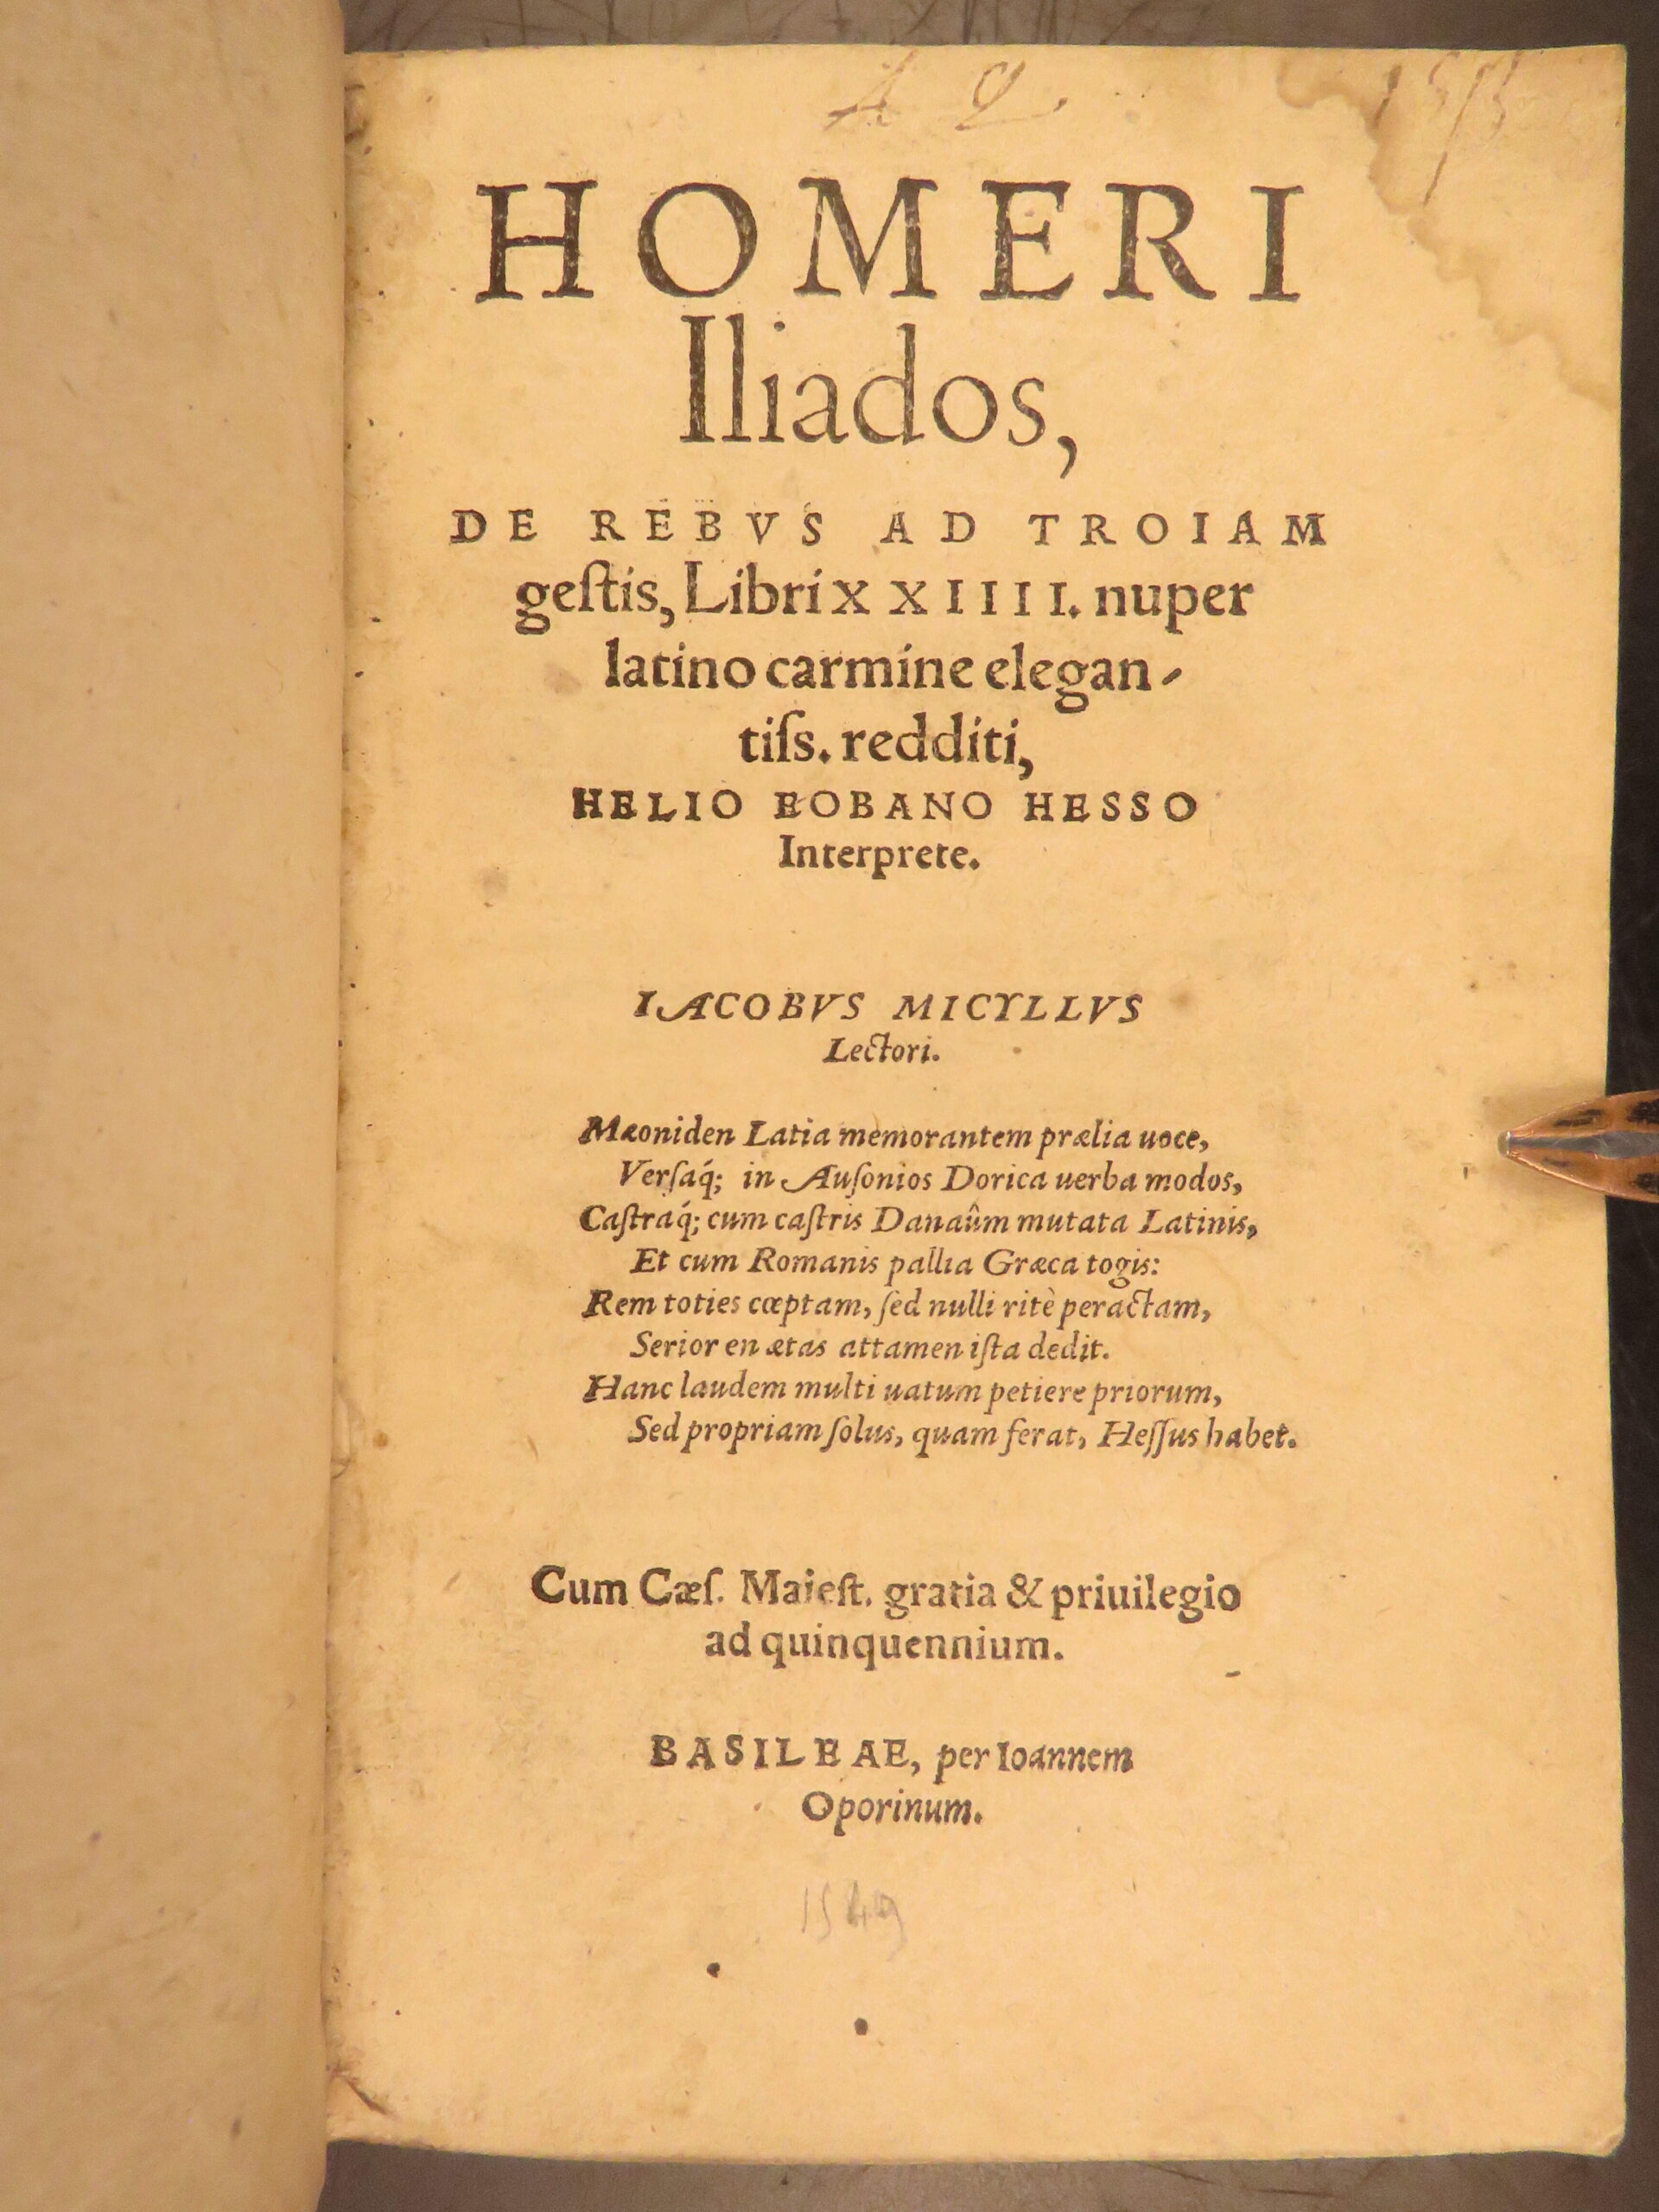 A 2.
HOMERI
Iliados,
DE REBVS AD TROIAM
geſtis, Libri XXIIII. nuper
latino carmine elegan-
tiſs. redditi,
HELIO EOBANO HESSO
Interprete.
IACOBVS MICYLLVS
Lectori.
Mæoniden Latia memorantem prælia uoce,
Verſaq́; in Auſonios Dorica uerba modos,
Caſtraq́; cum caſtris Danaûm mutata Latinis,
Et cum Romanis pallia Græca togis:
Rem toties cœptam, ſed nulli ritè peractam,
Serior en ætas attamen iſta dedit.
Hanc laudem multi uatum petiere priorum,
Sed propriam ſolus, quam ferat, Heſſus habet.
Cum Cæſ. Maieſt. gratia & priuilegio
ad quinquennium.
BASILEAE, per Ioannem
Oporinum.
1549